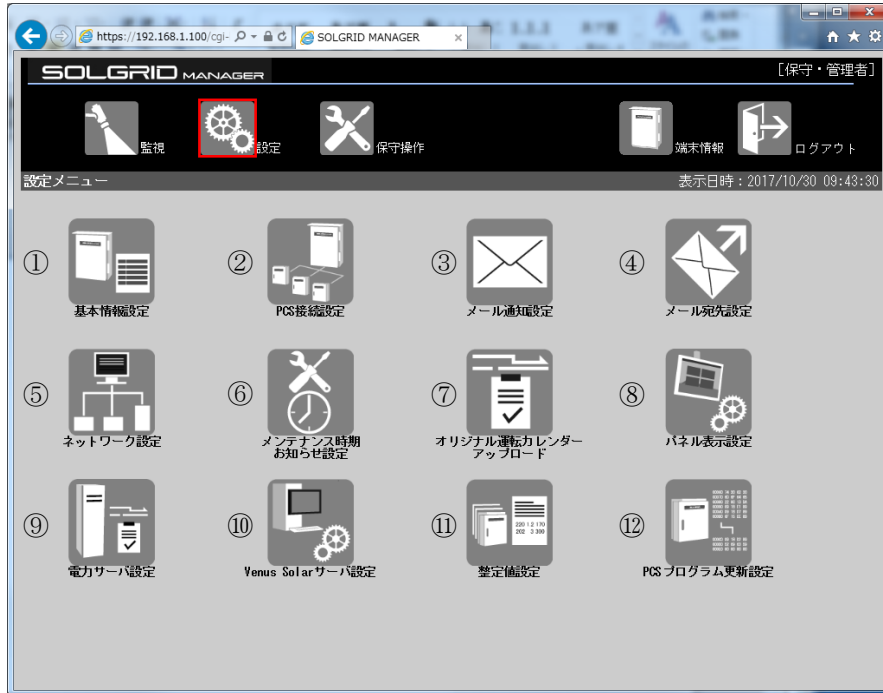 https://192.168.1.100/cgi-
SOLGRID MANAGER
SOLGRID MANAGER
[保守・管理者]
監視
設定
保守操作
端末情報
ログアウト
設定メニュー
表示日時：2017/10/30 09:43:30
①
②
③
④
基本情報設定
PCS接続設定
メール通知設定
メール宛先設定
⑤
⑥
⑦
⑧
ネットワーク設定
メンテナンス時期
お知らせ設定
オリジナル運転カレンダー
アップロード
パネル表示設定
⑨
⑩
⑪
220 1 2 170
202 3 300
⑫
電力サーバ設定
Venus Solarサーバ設定
整定値設定
PCSプログラム更新設定